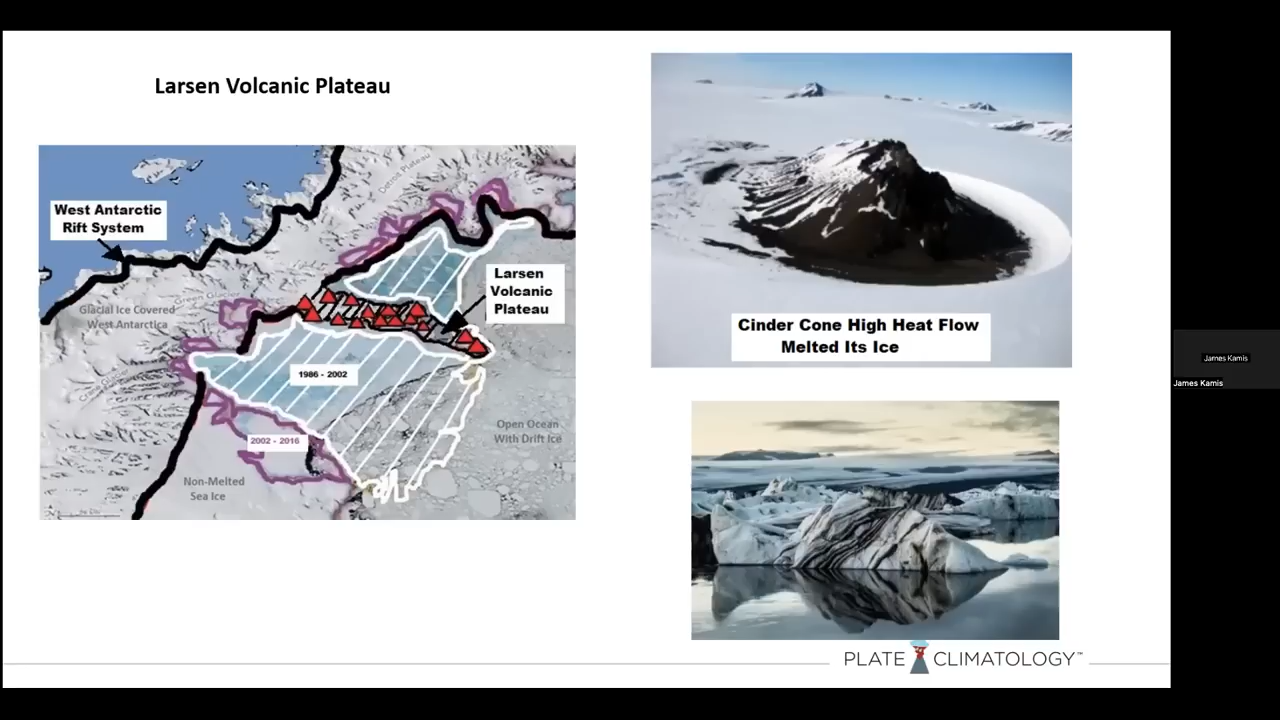 Larsen Volcanic Plateau
Detroit Plateau
West Antarctic
Rift System
Larsen
Volcanic
Plateau
Glacial Ice Covered
West Antarctica
1986 - 2002
2002 - 2016
Open Ocean
With Drift Ice
Non-Melted
Sea Ice
Cinder Cone High Heat Flow
Melted Its Ice
PLATE CLIMATOLOGY™
James Kamis
James Kamis